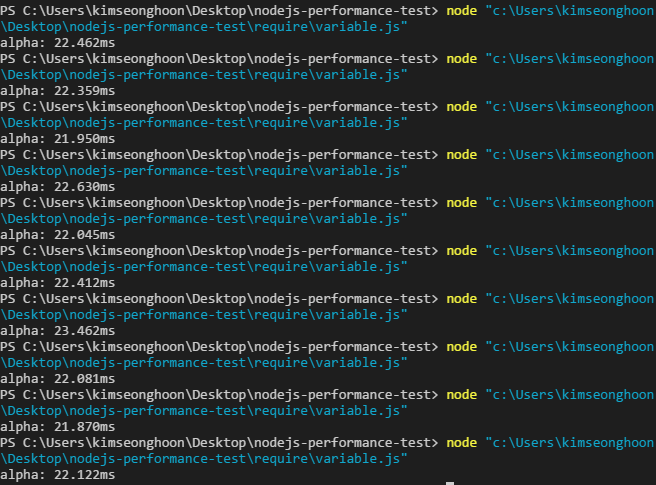 PS C:\Users\kimseonghoon\Desktop\nodejs-performance-test> node "c:\Users\kimseonghoon
\Desktop\nodejs-performance-test\require\variable.js"
alpha: 22.462ms
PS C:\Users\kimseonghoon\Desktop\nodejs-performance-test> node "c:\Users\kimseonghoon
\Desktop\nodejs-performance-test\require\variable.js"
alpha: 22.359ms
PS C:\Users\kimseonghoon\Desktop\nodejs-performance-test> node "c:\Users\kimseonghoon
\Desktop\nodejs-performance-test\require\variable.js"
alpha: 21.950ms
PS C:\Users\kimseonghoon\Desktop\nodejs-performance-test> node "c:\Users\kimseonghoon
\Desktop\nodejs-performance-test\require\variable.js"
alpha: 22.630ms
PS C:\Users\kimseonghoon\Desktop\nodejs-performance-test> node "c:\Users\kimseonghoon
\Desktop\nodejs-performance-test\require\variable.js"
alpha: 22.045ms
PS C:\Users\kimseonghoon\Desktop\nodejs-performance-test> node "c:\Users\kimseonghoon
\Desktop\nodejs-performance-test\require\variable.js"
alpha: 22.412ms
PS C:\Users\kimseonghoon\Desktop\nodejs-performance-test> node "c:\Users\kimseonghoon
\Desktop\nodejs-performance-test\require\variable.js"
alpha: 23.462ms
PS C:\Users\kimseonghoon\Desktop\nodejs-performance-test> node "c:\Users\kimseonghoon
\Desktop\nodejs-performance-test\require\variable.js"
alpha: 22.081ms
PS C:\Users\kimseonghoon\Desktop\nodejs-performance-test> node "c:\Users\kimseonghoon
\Desktop\nodejs-performance-test\require\variable.js"
alpha: 21.870ms
PS C:\Users\kimseonghoon\Desktop\nodejs-performance-test> node "c:\Users\kimseonghoon
\Desktop\nodejs-performance-test\require\variable.js"
alpha: 22.122ms